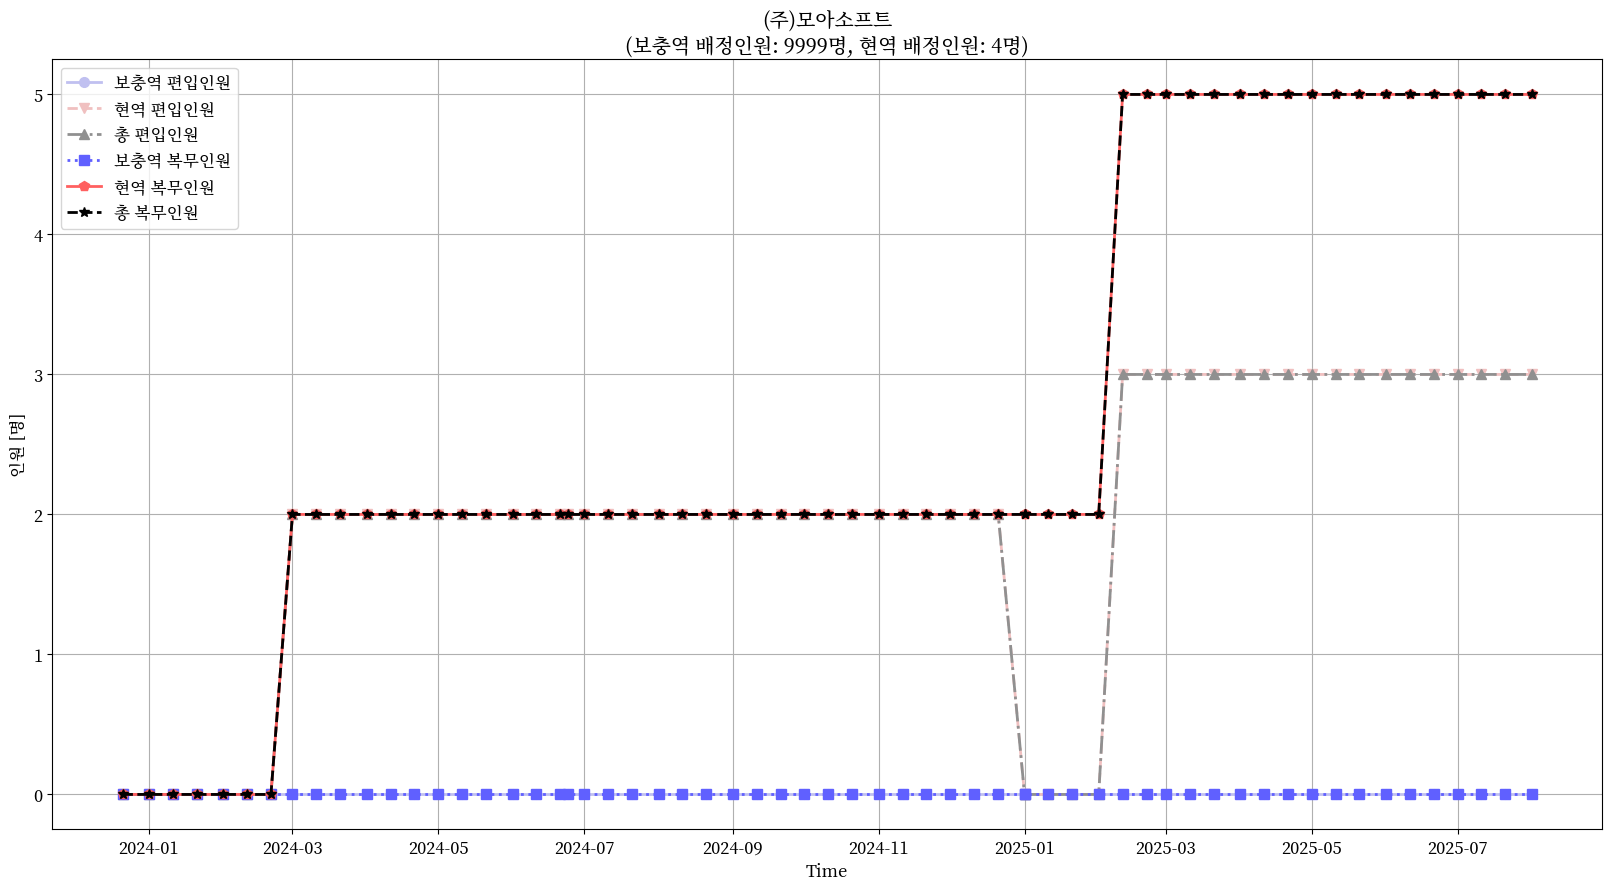 (주)모아소프트
(보충역 배정인원: 9999명, 현역 배정인원: 4명)
보충역 편입인원
현역 편입인원
총 편입인원
보충역 복무인원
현역 복무인원
총 복무인원
5
4
3
2
1
0
인원 [명]
2024-01
2024-03
2024-05
2024-07
2024-09
2024-11
2025-01
2025-03
2025-05
2025-07
Time